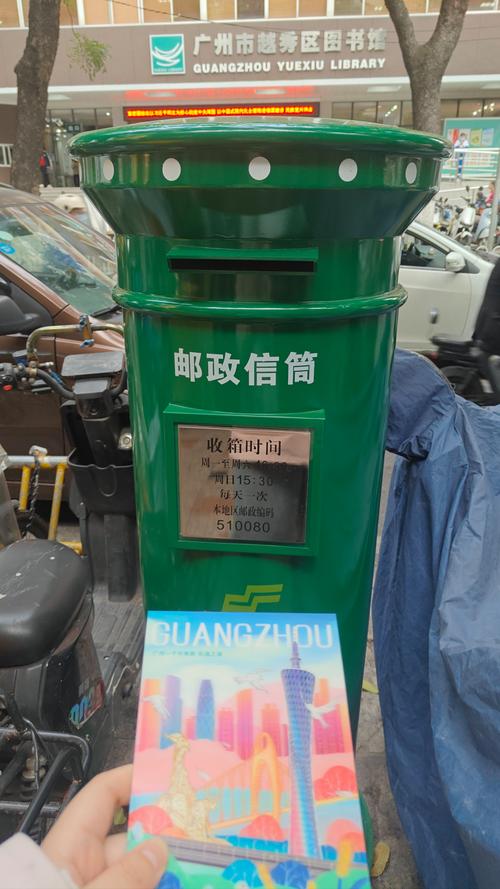 广州市越秀区图书馆
GUANGZHOU YUEXIU LIBRARY
邮政信筒
收箱时间
周一至周六
周日15:30
每天一次
本地区邮政编码
510080
GUANGZHOU